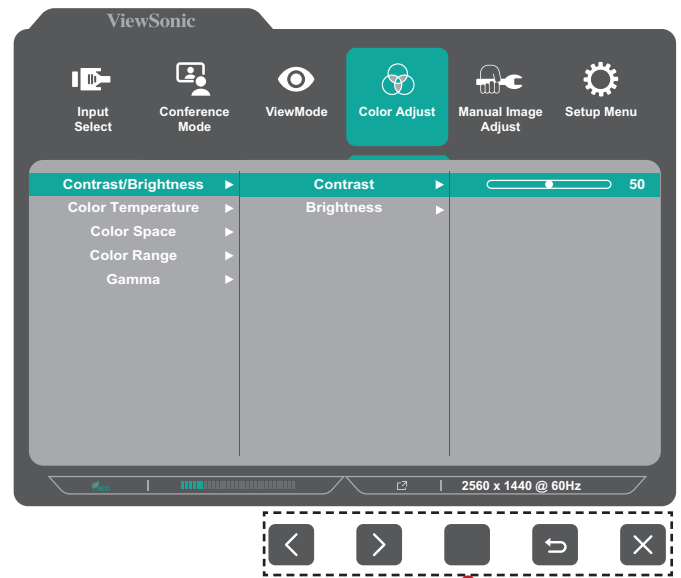 ViewSonic
Input
Select
Conference
Mode
ViewMode
Color Adjust
Manual Image
Adjust
Setup Menu
Contrast/Brightness
Contrast
50
Color Temperature
Brightness
Color Space
Color Range
Gamma
eco
2560 x 1440 @ 60Hz